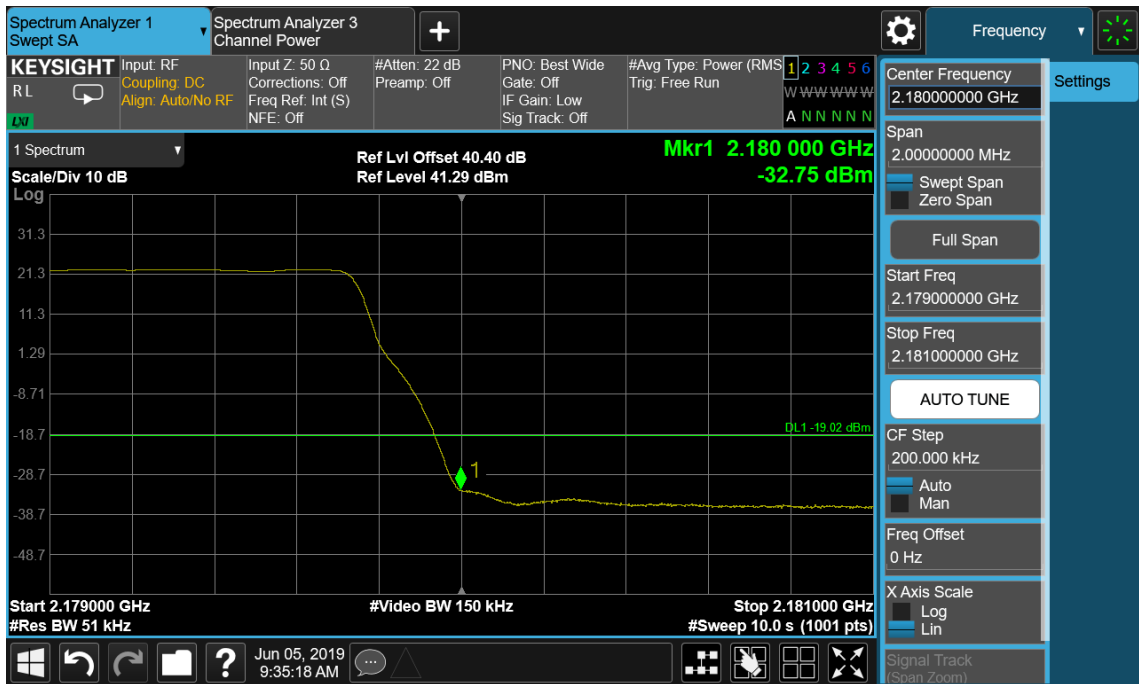 Spectrum Analyzer 1
Swept SA
Spectrum Analyzer 3
Channel Power
+
Frequency
KEYSIGHT
R L
LXI
Input: RF
Coupling: DC
Align: Auto/No RF
Input Z: 50 Ω
Corrections: Off
Freq Ref: Int (S)
NFE: Off
#Atten: 22 dB
Preamp: Off
PNO: Best Wide
Gate: Off
IF Gain: Low
Sig Track: Off
#Avg Type: Power (RMS
Trig: Free Run
1 2 3 4 5 6
W W W W W W
A N N N N N
1 Spectrum
Scale/Div 10 dB
Log
Ref Lvl Offset 40.40 dB
Ref Level 41.29 dBm
Mkr1 2.180 000 GHz
-32.75 dBm
31.3
21.3
11.3
1.29
-8.71
-18.7
-28.7
-38.7
-48.7
DL1 -19.02 dBm
1
Start 2.179000 GHz
#Res BW 51 kHz
#Video BW 150 kHz
Stop 2.181000 GHz
#Sweep 10.0 s (1001 pts)
Center Frequency
2.180000000 GHz
Settings
Span
2.00000000 MHz
Swept Span
Zero Span
Full Span
Start Freq
2.179000000 GHz
Stop Freq
2.181000000 GHz
AUTO TUNE
CF Step
200.000 kHz
Auto
Man
Freq Offset
0 Hz
X Axis Scale
Log
Lin
Signal Track
(Span Zoom)
?
Jun 05, 2019
9:35:18 AM